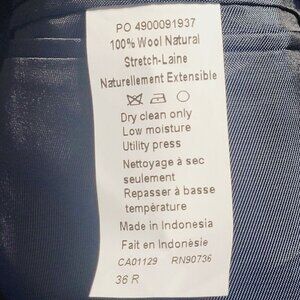 PO 4900091937
100% Wool Natural
Stretch-Laine
Naturellement Extensible
Dry clean only
Low moisture
Utility press
Nettoyage à sec
seulement
Repasser à basse
température
Made in Indonesia
Fait en Indonésie
CA01129 RN90736
36 R